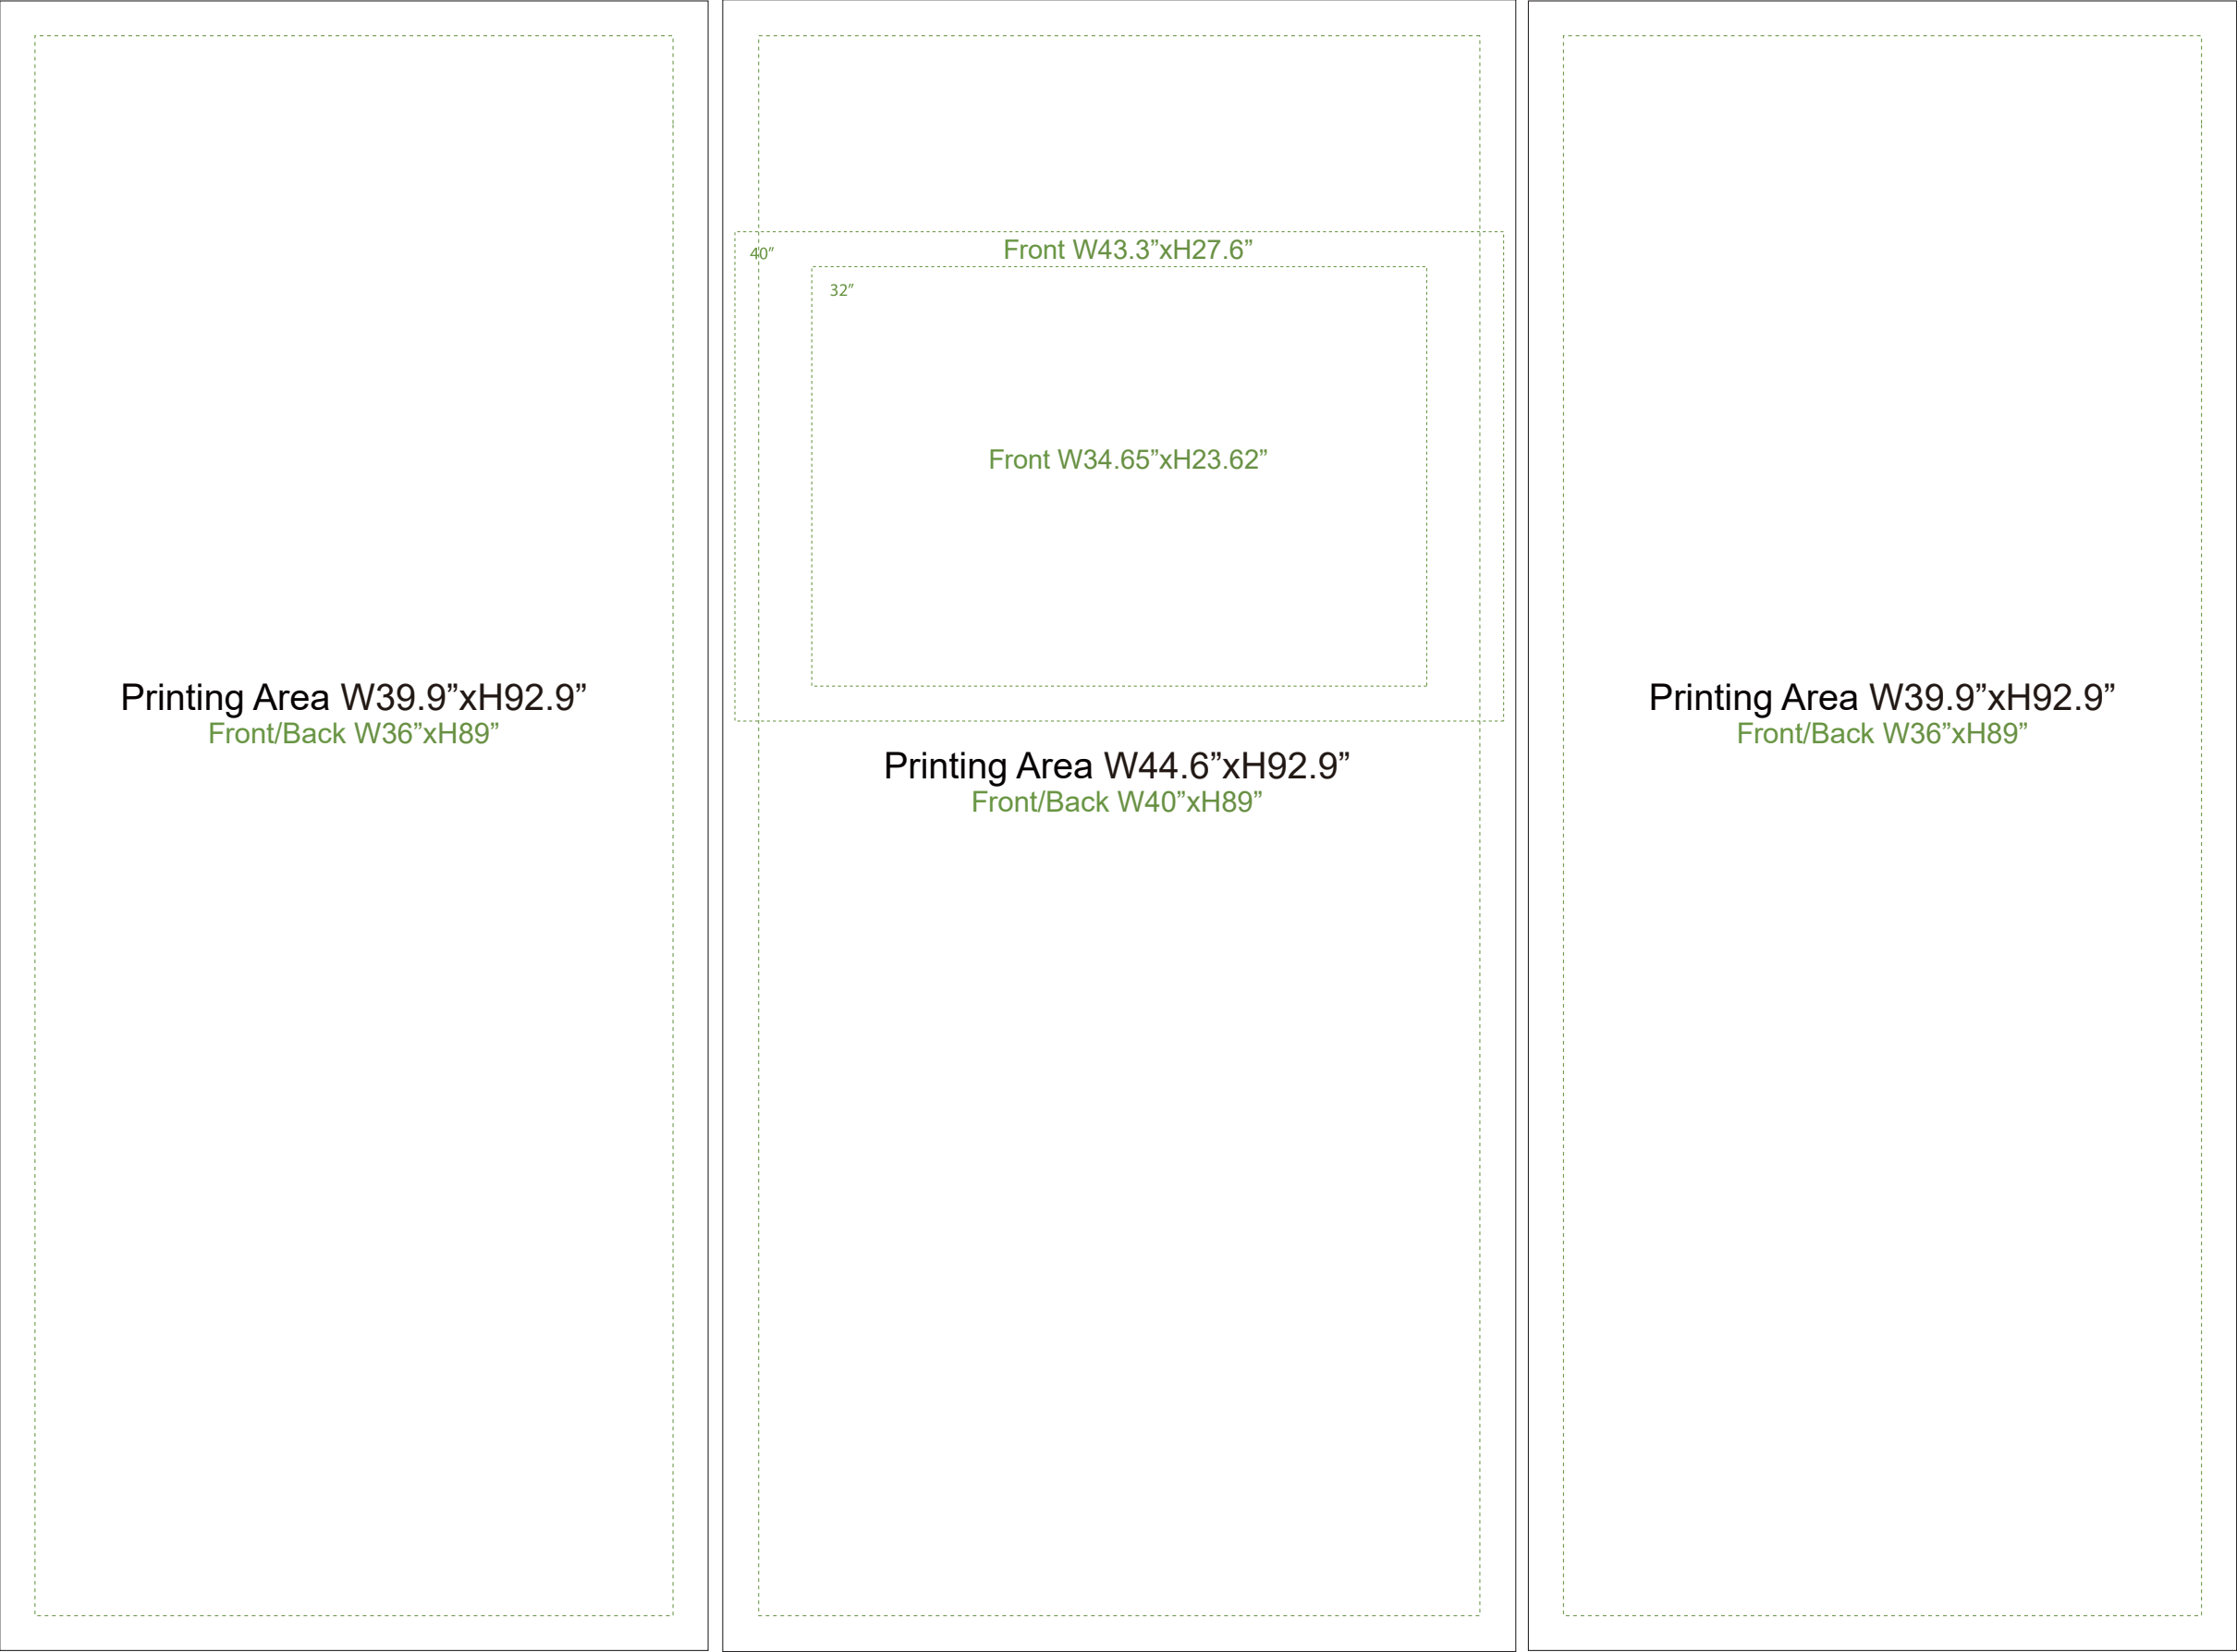 Printing Area W39.9”xH92.9”
Front/Back W36”xH89”
40”
Front W43.3”xH27.6”
32”
Front W34.65”xH23.62”
Printing Area W44.6”xH92.9”
Front/Back W40”xH89”
Printing Area W39.9”xH92.9”
Front/Back W36”xH89”